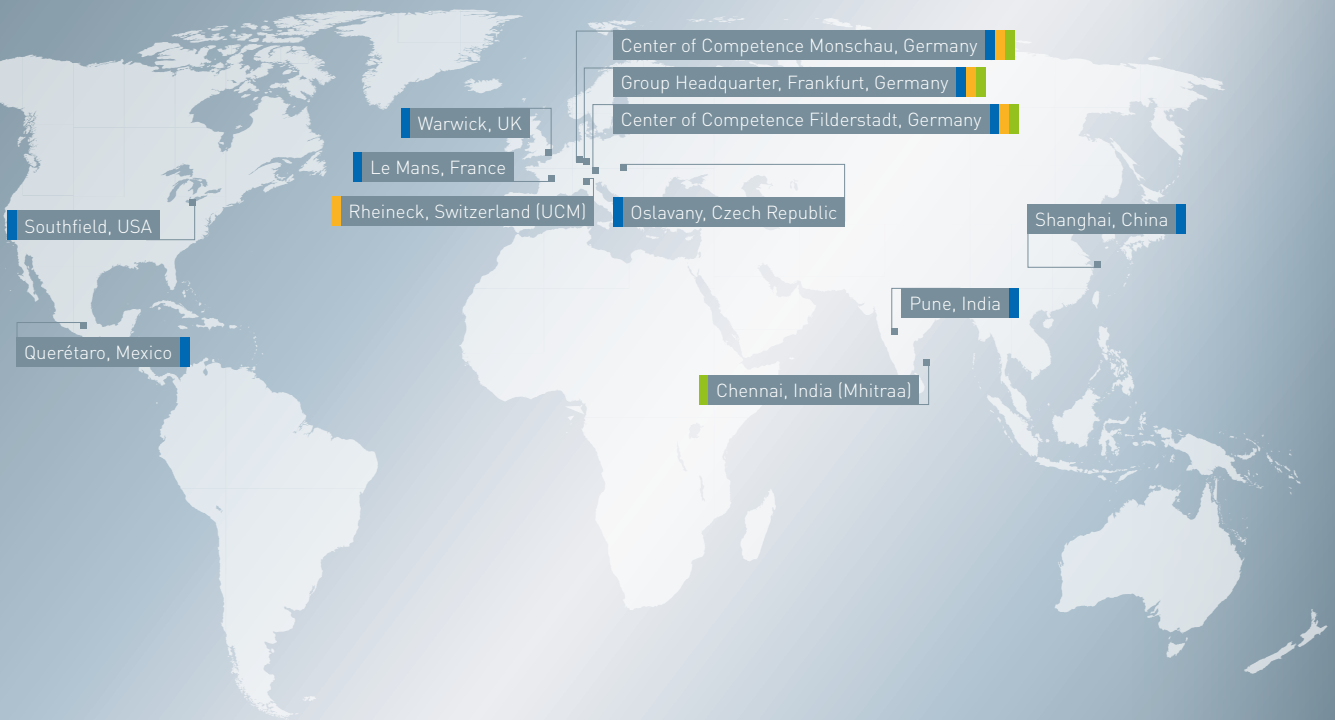 Center of Competence Monschau, Germany
Group Headquarter, Frankfurt, Germany
Center of Competence Filderstadt, Germany
Warwick, UK
Le Mans, France
Rheineck, Switzerland (UCM)
Oslavany, Czech Republic
Southfield, USA
Shanghai, China
Pune, India
Querétaro, Mexico
Chennai, India (Mhitraa)